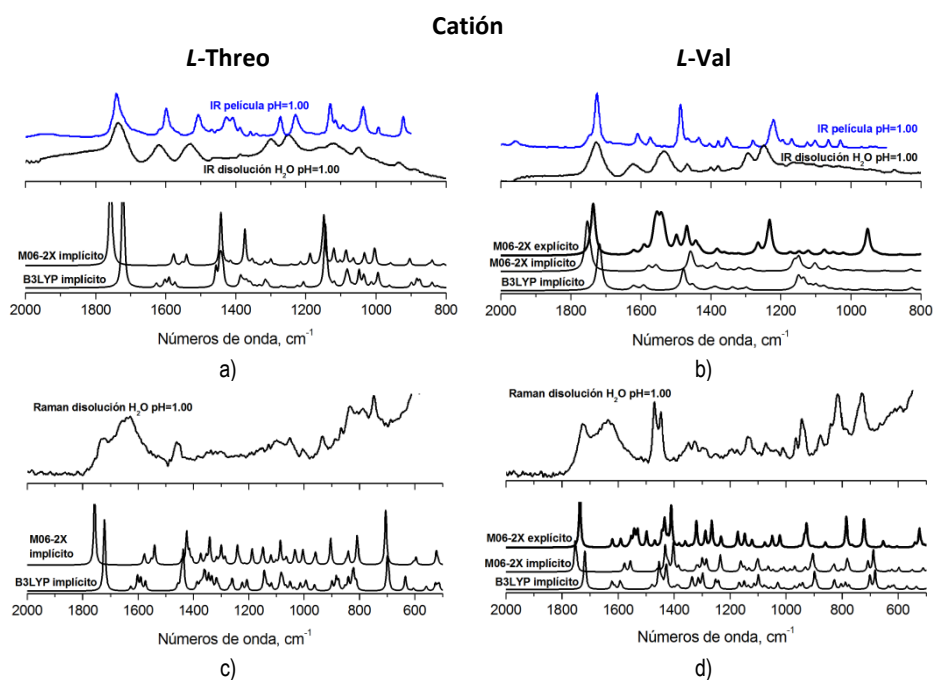 Catión
L-Threo
L-Val
IR película pH=1.00
IR disolución H2O pH=1.00
M06-2X implícito
B3LYP implícito
2000 1800 1600 1400 1200 1000 800
Números de onda, cm-1
a)
IR película pH=1.00
IR disolución H2O pH=1.00
M06-2X explícito
M06-2X implícito
B3LYP implícito
2000 1800 1600 1400 1200 1000 800
Números de onda, cm-1
b)
Raman disolución H2O pH=1.00
M06-2X
implícito
B3LYP implícito
2000 1800 1600 1400 1200 1000 800 600
Números de onda, cm-1
c)
Raman disolución H2O pH=1.00
M06-2X explícito
M06-2X implícito
B3LYP implícito
2000 1800 1600 1400 1200 1000 800 600
Números de onda, cm-1
d)